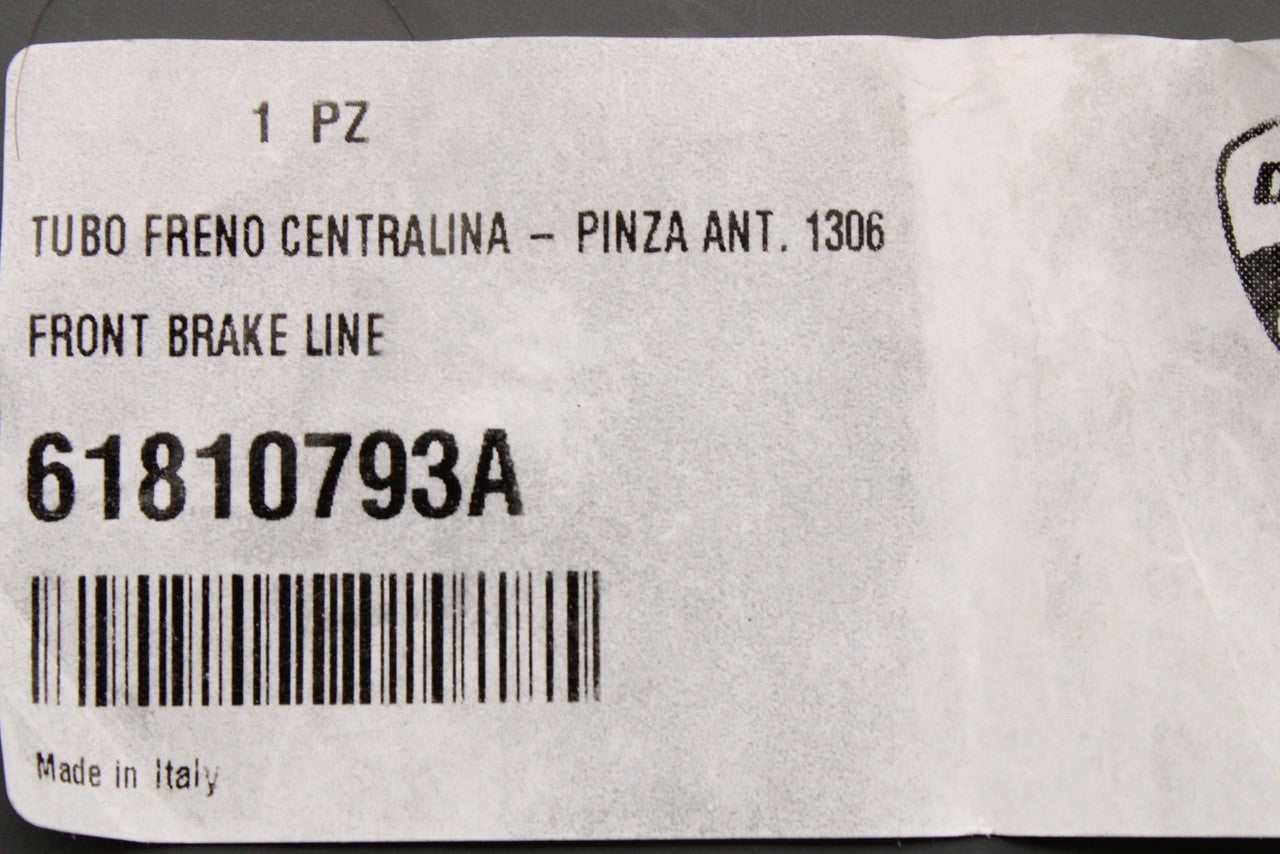 1 PZ
TUBO FRENO CENTRALINA – PINZA ANT. 1306
FRONT BRAKE LINE
61810793A
Made in Italy